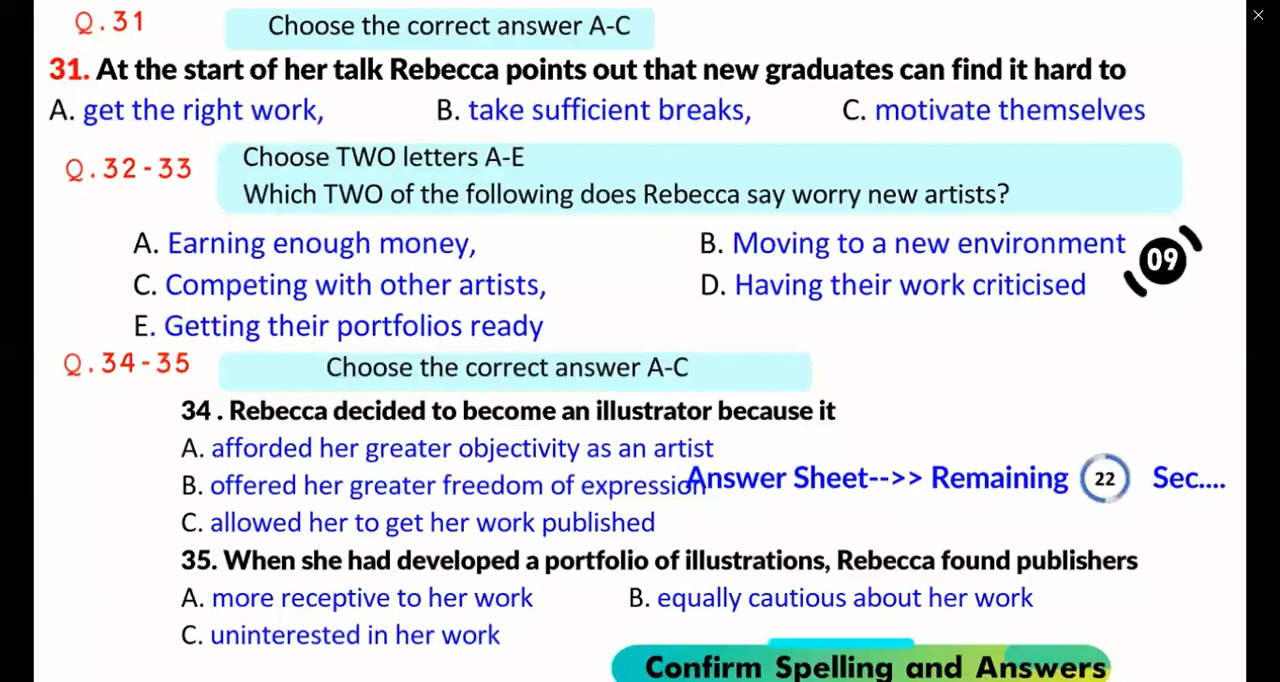 Q.31 Choose the correct answer A-C
31. At the start of her talk Rebecca points out that new graduates can find it hard to
A. get the right work, B. take sufficient breaks, C. motivate themselves
Q.32-33 Choose TWO letters A-E
Which TWO of the following does Rebecca say worry new artists?
A. Earning enough money, B. Moving to a new environment
09
C. Competing with other artists, D. Having their work criticised
E. Getting their portfolios ready
Q.34-35 Choose the correct answer A-C
34 . Rebecca decided to become an illustrator because it
A. afforded her greater objectivity as an artist
B. offered her greater freedom of expression
Answer Sheet-->> Remaining 22 Sec....
C. allowed her to get her work published
35. When she had developed a portfolio of illustrations, Rebecca found publishers
A. more receptive to her work B. equally cautious about her work
C. uninterested in her work
Confirm Spelling and Answers